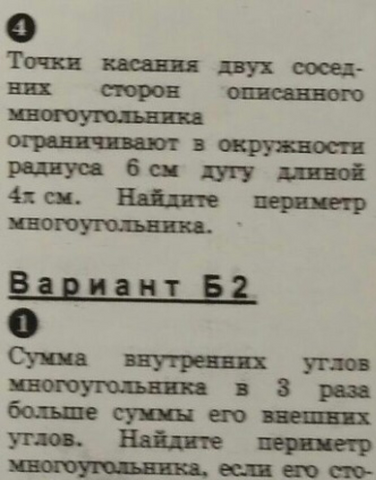 4
Точки касания двух сосед-
них сторон описанного
многоугольника
ограничивают в окружности
радиуса 6 см дугу длиной
4π см. Найдите периметр
многоугольника.
Вариант Б2
1
Сумма внутренних углов
многоугольника в 3 раза
больше суммы его внешних
углов. Найдите периметр
многоугольника, если его сто-